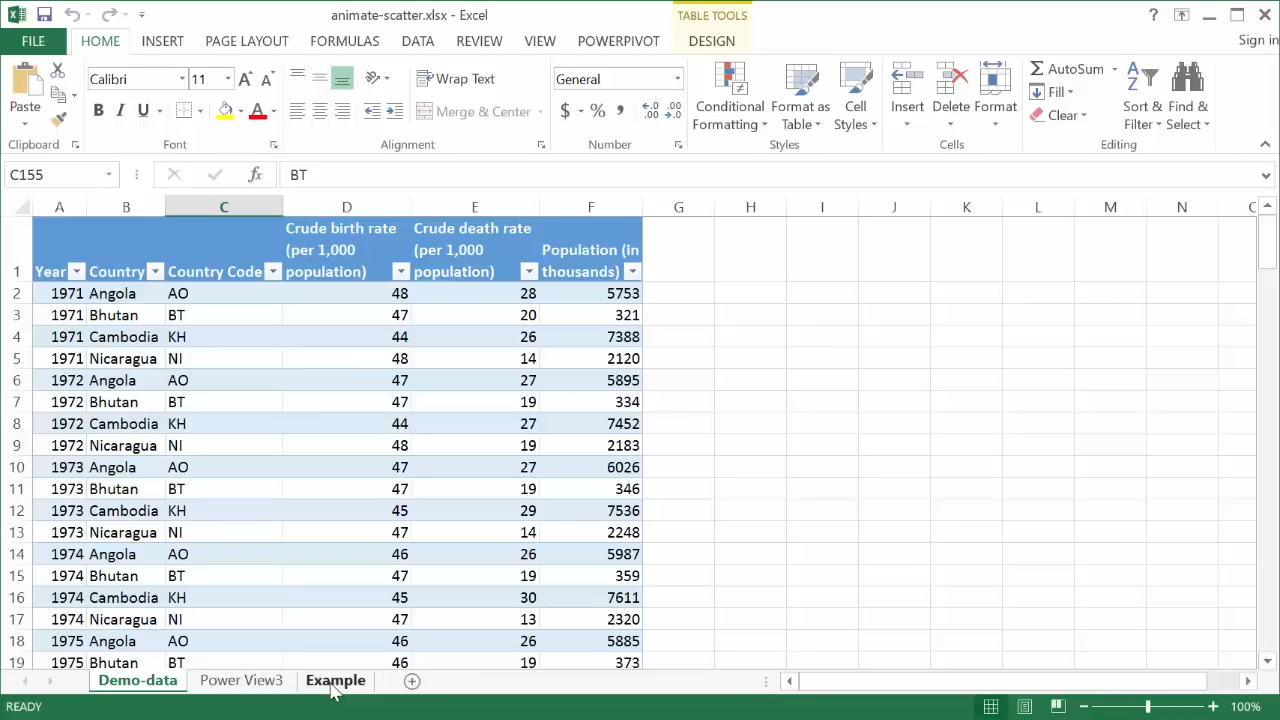 animate-scatter.xlsx - Excel
TABLE TOOLS
?
FILE HOME INSERT PAGE LAYOUT FORMULAS DATA REVIEW VIEW POWERPIVOT DESIGN
Sign in
Paste
Calibri 11
B I U
Wrap Text
Merge & Center
General
$ % ,
Conditional Formatting
Format as Table
Cell Styles
Insert Delete Format
AutoSum
Fill
Clear
Sort & Filter
Find & Select
Clipboard Font Alignment Number Styles Cells Editing
C155 fx BT
A B C D E F G H I J K L M N
1 Year Country Country Code Crude birth rate (per 1,000 population) Crude death rate (per 1,000 population) Population (in thousands)
2 1971 Angola AO 48 28 5753
3 1971 Bhutan BT 47 20 321
4 1971 Cambodia KH 44 26 7388
5 1971 Nicaragua NI 48 14 2120
6 1972 Angola AO 47 27 5895
7 1972 Bhutan BT 47 19 334
8 1972 Cambodia KH 44 27 7452
9 1972 Nicaragua NI 48 19 2183
10 1973 Angola AO 47 27 6026
11 1973 Bhutan BT 47 19 346
12 1973 Cambodia KH 45 29 7536
13 1973 Nicaragua NI 47 14 2248
14 1974 Angola AO 46 26 5987
15 1974 Bhutan BT 47 19 359
16 1974 Cambodia KH 45 30 7611
17 1974 Nicaragua NI 47 13 2320
18 1975 Angola AO 46 26 5885
19 1975 Bhutan BT 46 19 373
Demo-data Power View3 Example
READY 100%